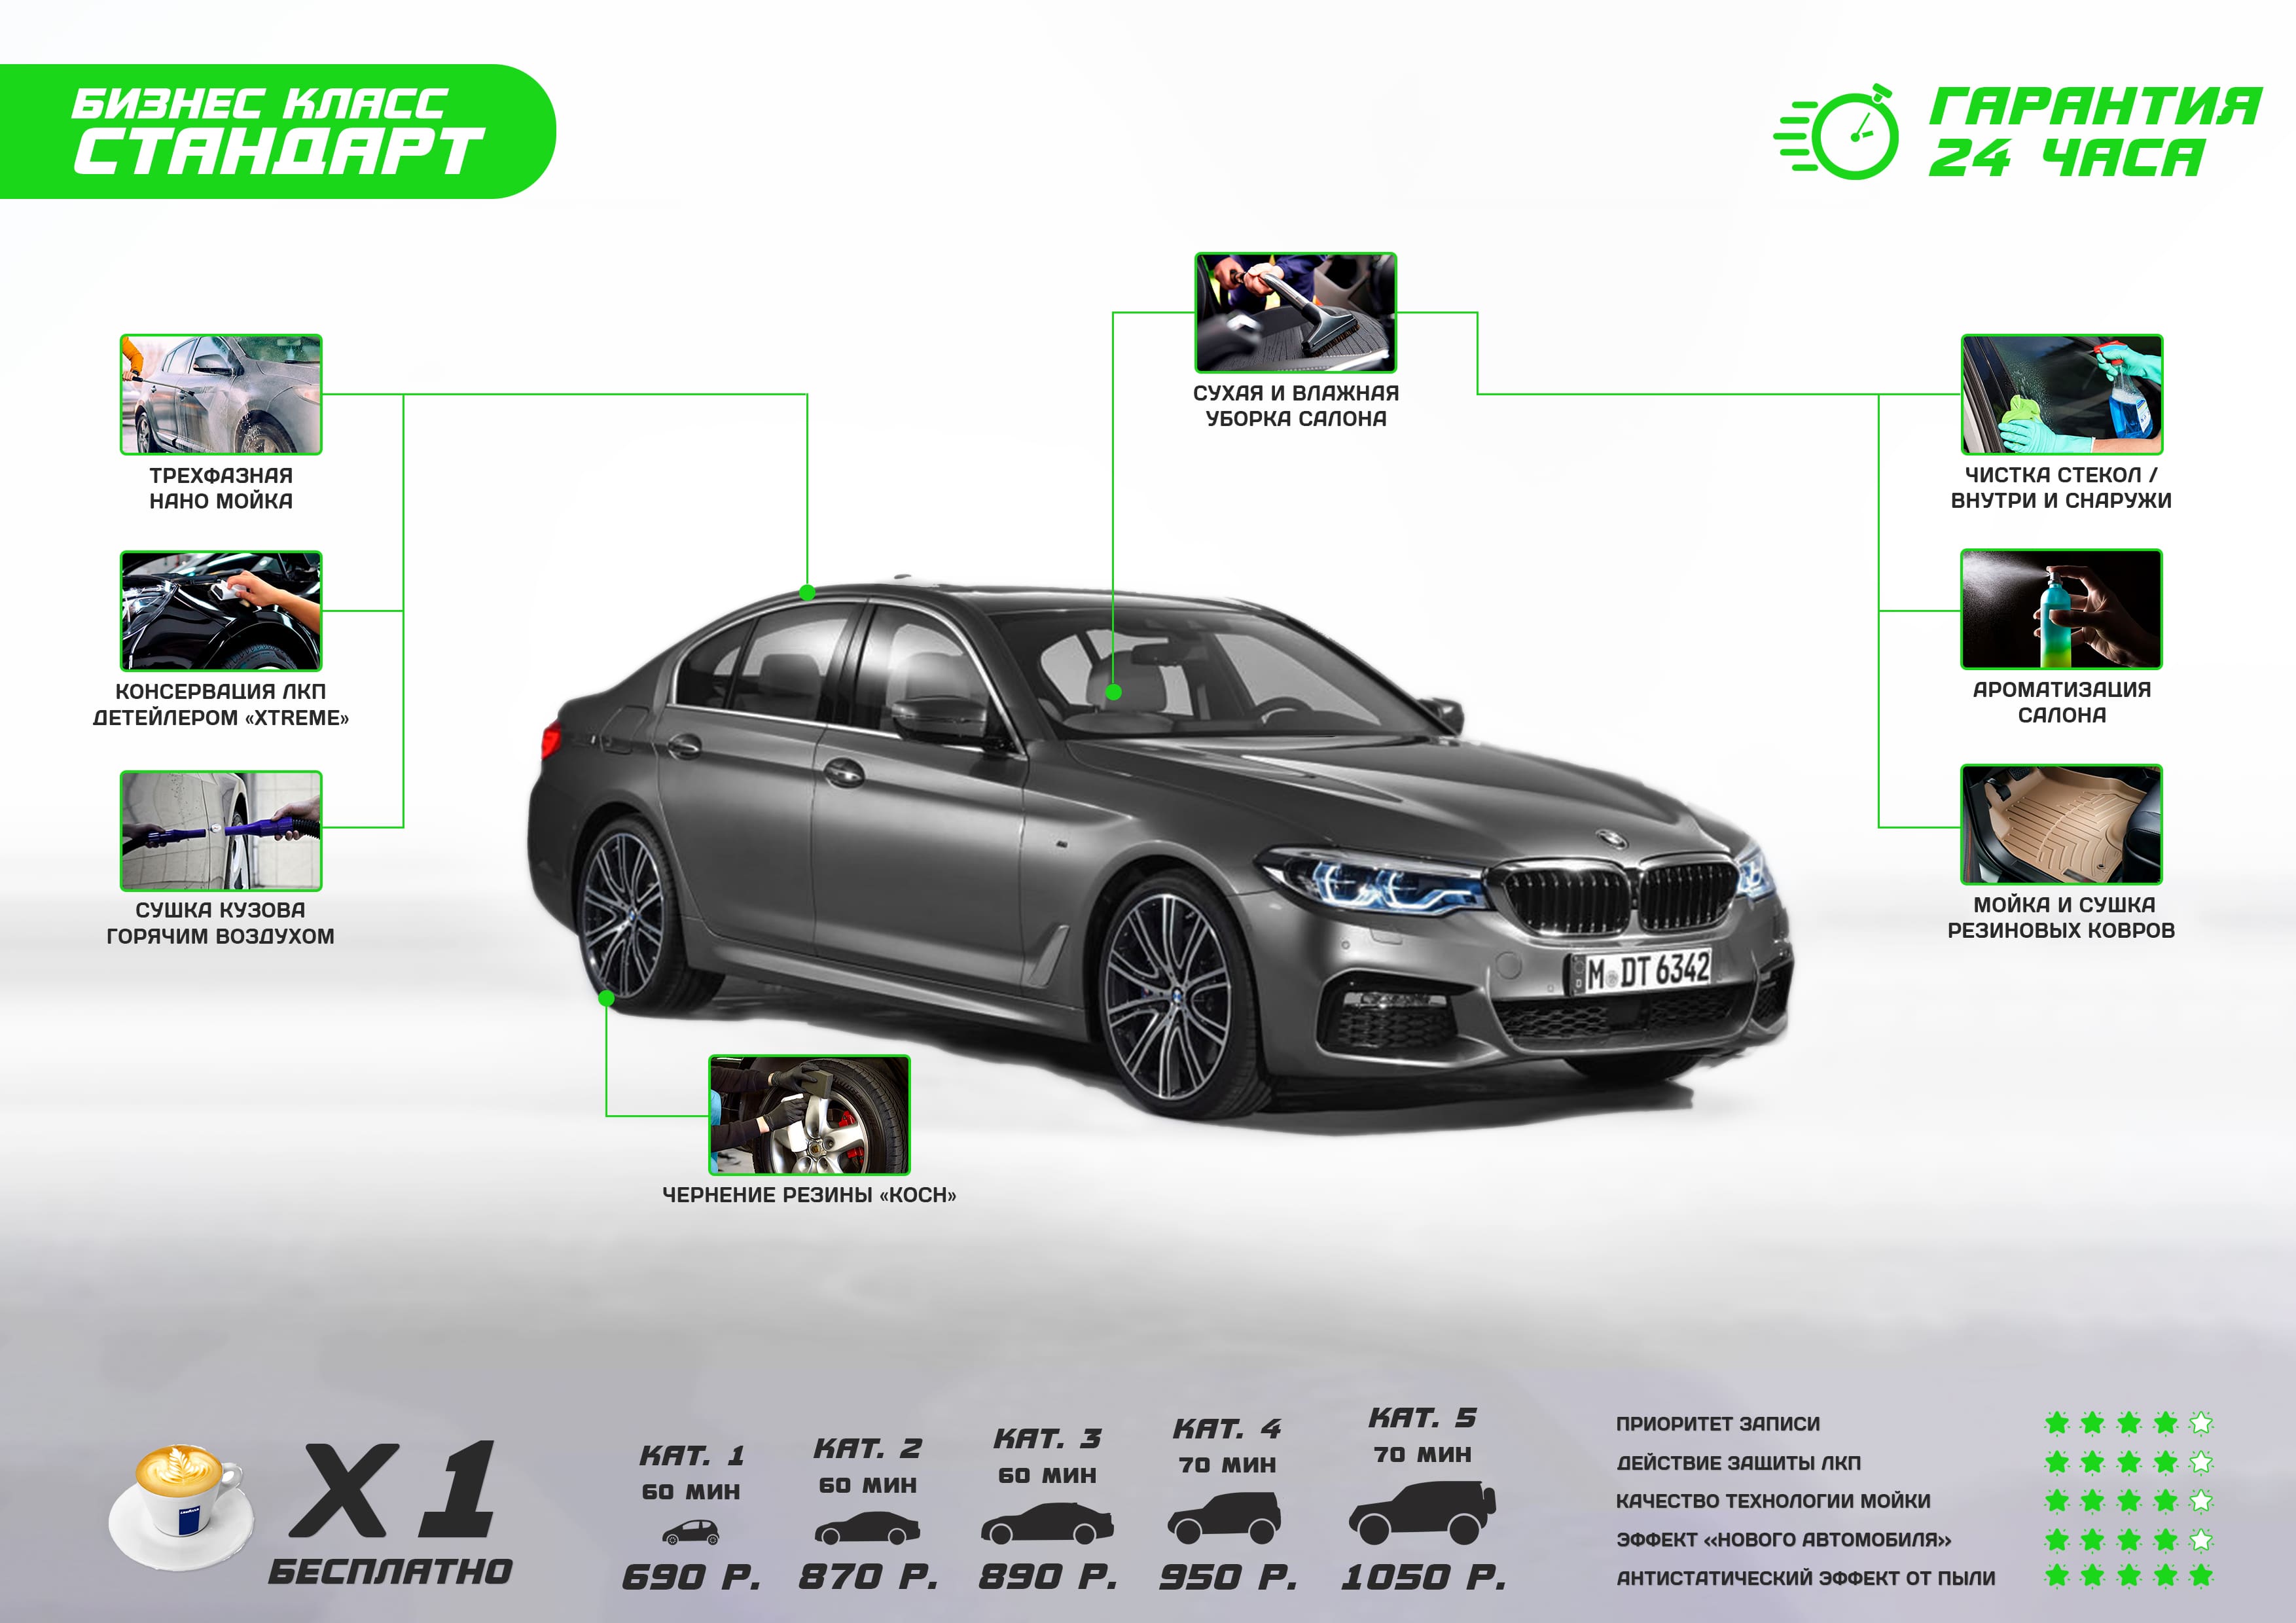 БИЗНЕС КЛАСС
СТАНДАРТ
ГАРАНТИЯ
24 ЧАСА
СУХАЯ И ВЛАЖНАЯ
УБОРКА САЛОНА
ТРЕХФАЗНАЯ
НАНО МОЙКА
ЧИСТКА СТЕКОЛ /
ВНУТРИ И СНАРУЖИ
КОНСЕРВАЦИЯ ЛКП
ДЕТЕЙЛЕРОМ «XTREME»
АРОМАТИЗАЦИЯ
САЛОНА
СУШКА КУЗОВА
ГОРЯЧИМ ВОЗДУХОМ
МОЙКА И СУШКА
РЕЗИНОВЫХ КОВРОВ
M DT 6342
ЧЕРНЕНИЕ РЕЗИНЫ «KOCH»
X 1
БЕСПЛАТНО
КАТ. 1
60 МИН
690 Р.
КАТ. 2
60 МИН
870 Р.
КАТ. 3
60 МИН
890 Р.
КАТ. 4
70 МИН
950 Р.
КАТ. 5
70 МИН
1050 Р.
ПРИОРИТЕТ ЗАПИСИ
ДЕЙСТВИЕ ЗАЩИТЫ ЛКП
КАЧЕСТВО ТЕХНОЛОГИИ МОЙКИ
ЭФФЕКТ «НОВОГО АВТОМОБИЛЯ»
АНТИСТАТИЧЕСКИЙ ЭФФЕКТ ОТ ПЫЛИ